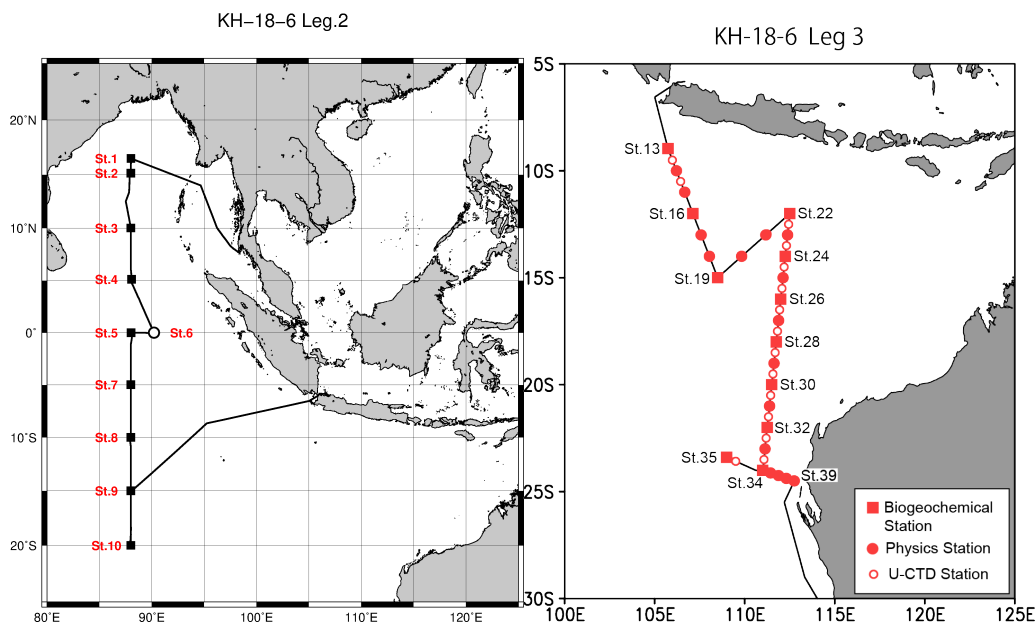 KH−18−6 Leg.2
20˚N
10˚N
0˚
10˚S
20˚S
80˚E
90˚E
100˚E
110˚E
120˚E
St.1
St.2
St.3
St.4
St.5
St.6
St.7
St.8
St.9
St.10
KH-18-6 Leg 3
5S
10S
15S
20S
25S
30S
100E
105E
110E
115E
120E
125E
St.13
St.16
St.19
St.22
St.24
St.26
St.28
St.30
St.32
St.35
St.34
St.39
Biogeochemical
Station
Physics Station
U-CTD Station